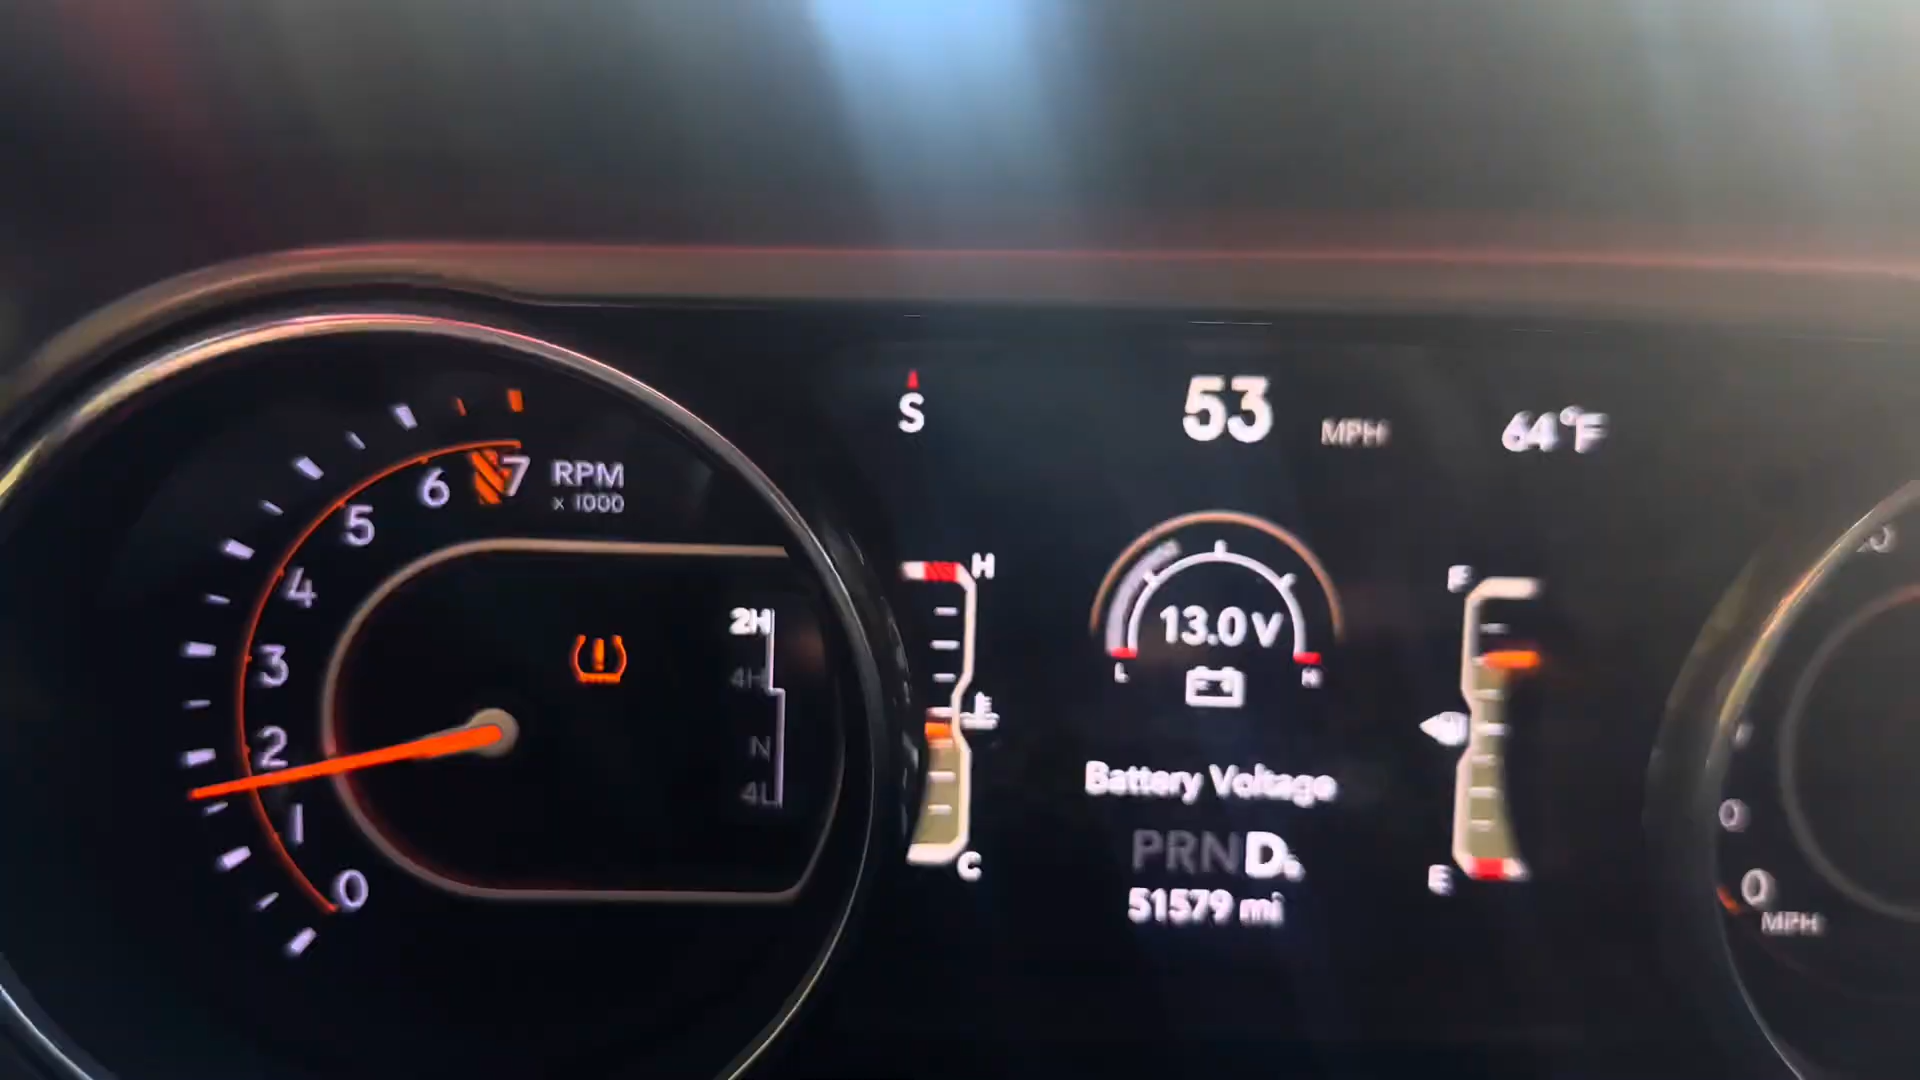 S
53 MPH
64°F
7 RPM
x 1000
6
5
4
3
2
1
0
2H
4H
N
4L
H
C
13.0 V
L H
Battery Voltage
PRND
51579 mi
F
E
0
MPH